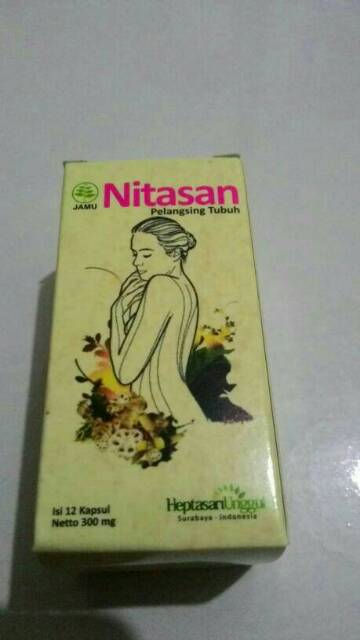 JAMU
Nitasan
Pelangsing Tubuh
Isi 12 Kapsul
Netto 300 mg
HeptasanUnggul
Surabaya - Indonesia